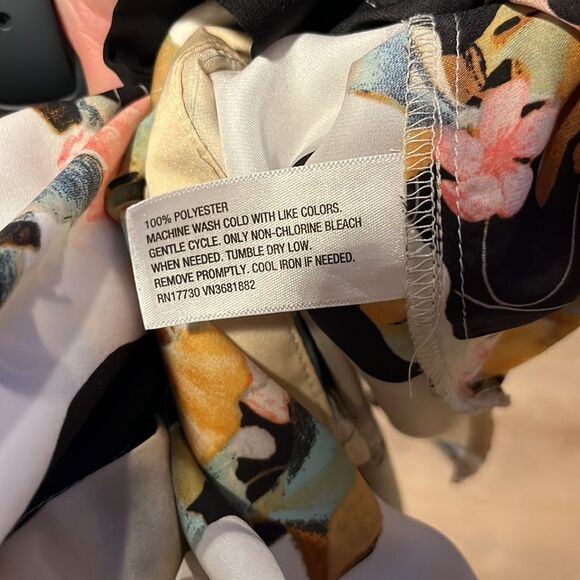 100% POLYESTER
MACHINE WASH COLD WITH LIKE COLORS.
GENTLE CYCLE. ONLY NON-CHLORINE BLEACH
WHEN NEEDED. TUMBLE DRY LOW.
REMOVE PROMPTLY. COOL IRON IF NEEDED.
RN17730 VN3681882